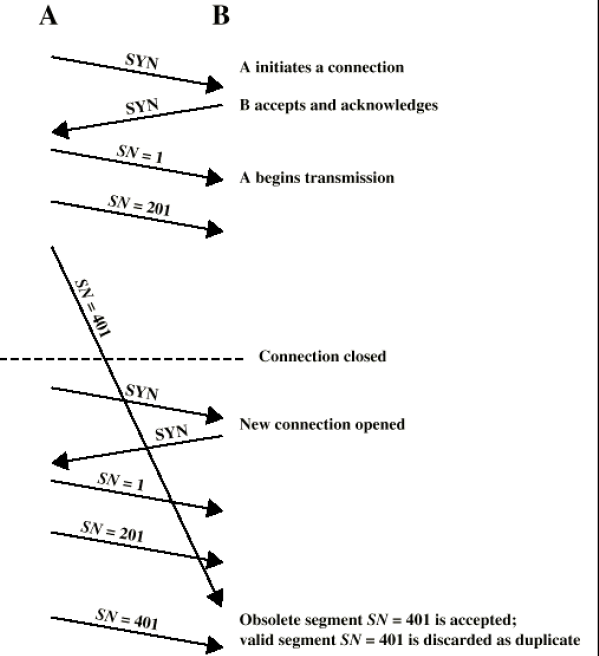 A B
SYN
A initiates a connection
SYN
B accepts and acknowledges
SN = 1
A begins transmission
SN = 201
SN = 401
Connection closed
SYN
New connection opened
SYN
SN = 1
SN = 201
SN = 401
Obsolete segment SN = 401 is accepted;
valid segment SN = 401 is discarded as duplicate